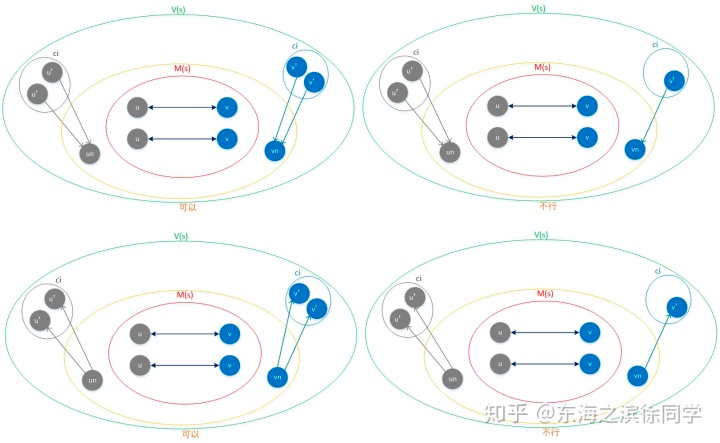 V(s)
ci
u'
u'
un
M(s)
u
v
u
v
ci
v'
v'
vn
可以
V(s)
ci
u'
u'
un
M(s)
u
v
u
v
ci
v'
vn
不行
V(s)
ci
u'
u'
un
M(s)
u
v
u
v
ci
v'
v'
vn
可以
V(s)
ci
u'
u'
un
M(s)
u
v
u
v
ci
v'
vn
不行
知乎 @东海之滨徐同学